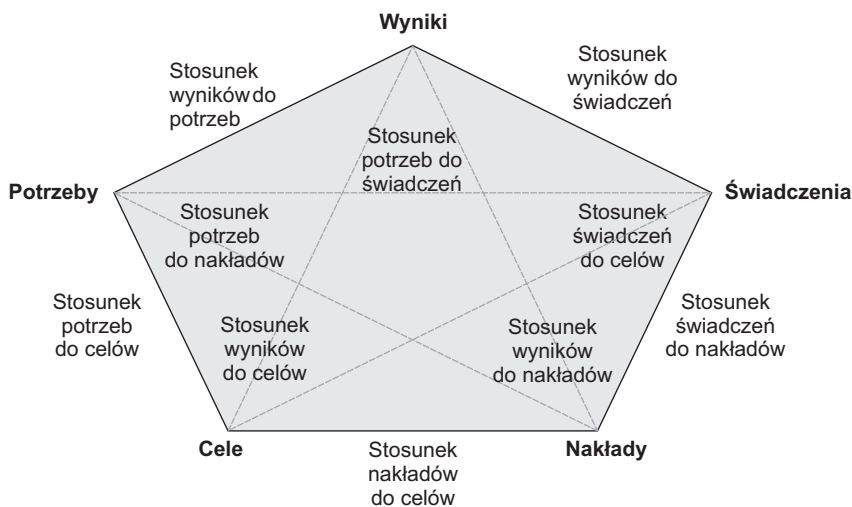 Wyniki
Stosunek
wyników do
potrzeb
Stosunek
wyników do
świadczeń
Stosunek
potrzeb do
świadczeń
Potrzeby
Świadczenia
Stosunek
potrzeb
do nakładów
Stosunek
świadczeń
do celów
Stosunek
potrzeb
do celów
Stosunek
wyników
do celów
Stosunek
wyników
do nakładów
Stosunek
świadczeń
do nakładów
Cele
Stosunek
nakładów
do celów
Nakłady